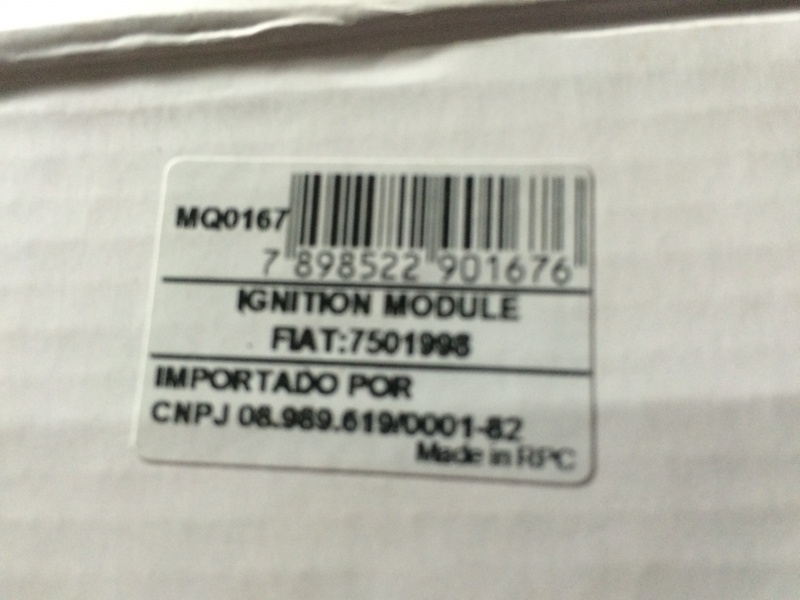 MQ0167
7 898522 901676
IGNITION MODULE
FIAT:7501998
IMPORTADO POR
CNPJ 08.989.619/0001-82
Made in RPC